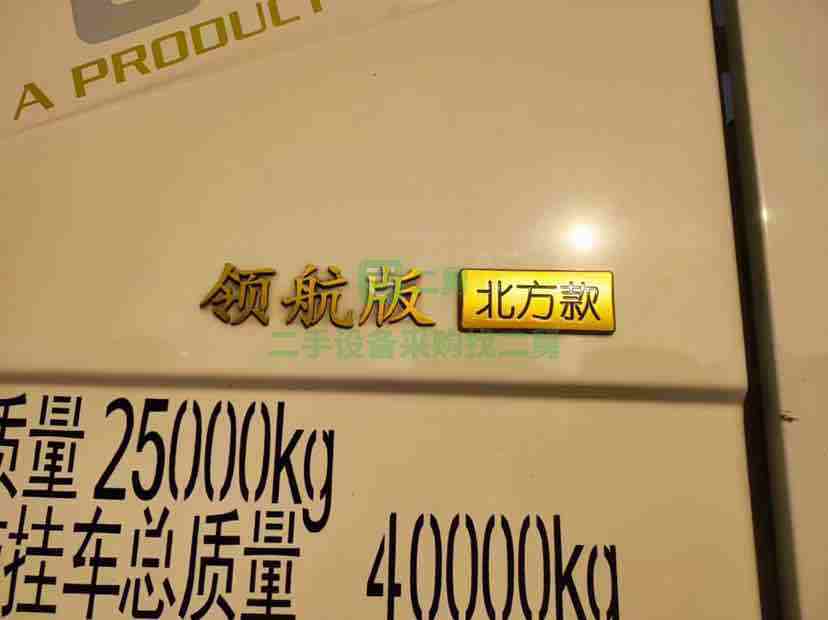 A PRODUCT
领航版 北方款
二手设备采购找二易
质量 25000kg
挂车总质量 40000kg